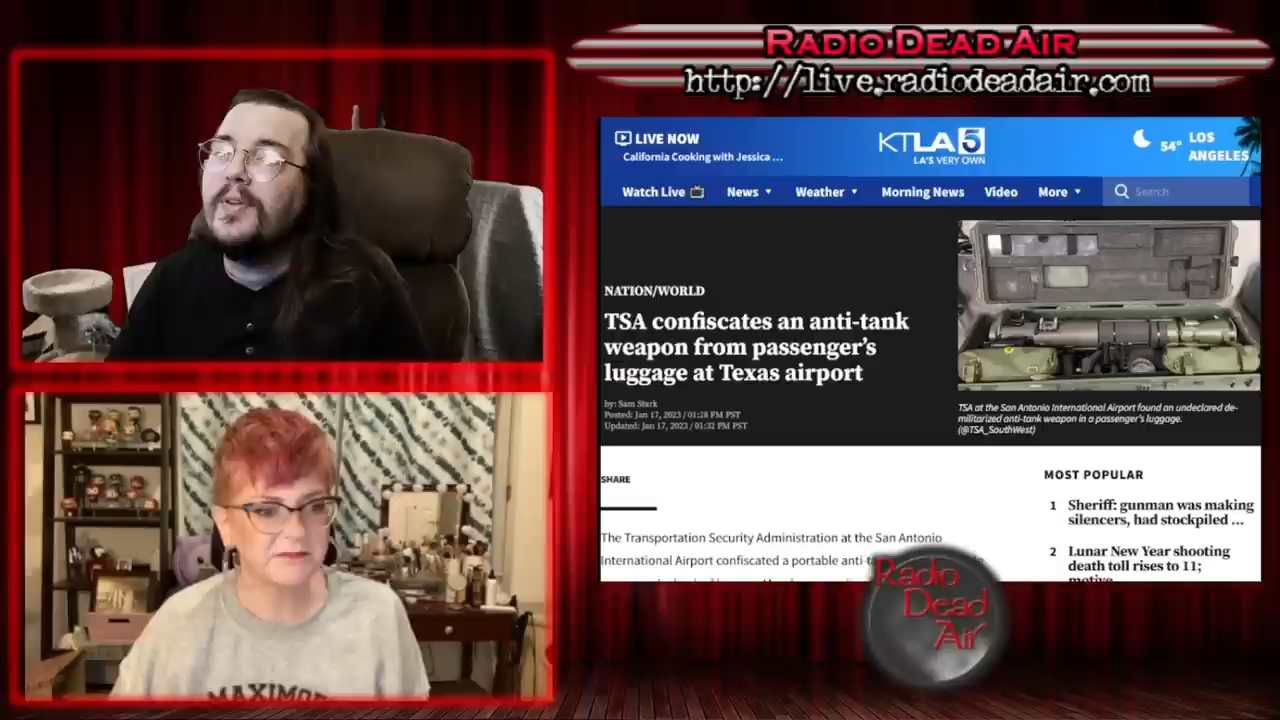 Radio Dead Air
http://live.radiodeadair.com
LIVE NOW
California Cooking with Jessica ...
KTLA 5
LA'S VERY OWN
54°
LOS
ANGELES
Watch Live
News
Weather
Morning News
Video
More
Search
NATION/WORLD
TSA confiscates an anti-tank
weapon from passenger's
luggage at Texas airport
by: Sam Stark
Posted: Jan 17, 2023 / 01:28 PM PST
Updated: Jan 17, 2023 / 01:32 PM PST
TSA at the San Antonio International Airport found an undeclared de-
militarized anti-tank weapon in a passenger's luggage.
(@TSA_SouthWest)
SHARE
MOST POPULAR
1 Sheriff: gunman was making
silencers, had stockpiled ...
2 Lunar New Year shooting
death toll rises to 11;
motive
The Transportation Security Administration at the San Antonio
International Airport confiscated a portable
Radio
Dead
Air